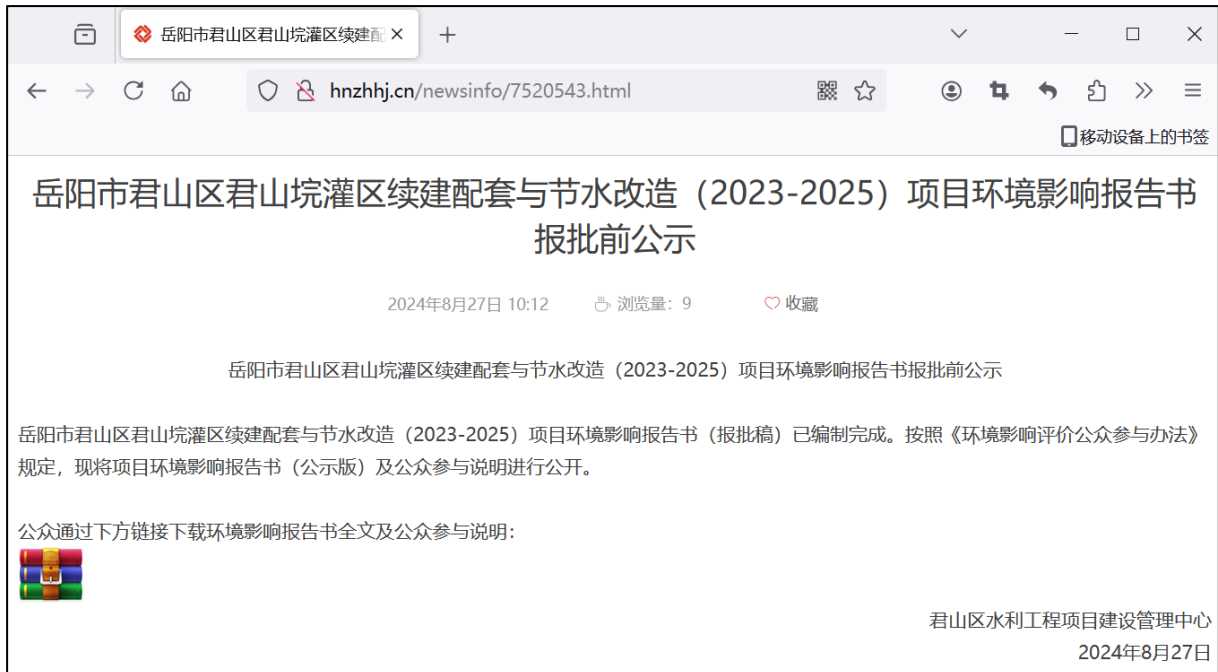 岳阳市君山区君山垸灌区续建配
hnzhhj.cn/newsinfo/7520543.html
移动设备上的书签
岳阳市君山区君山垸灌区续建配套与节水改造（2023-2025）项目环境影响报告书
报批前公示
2024年8月27日 10:12 浏览量：9 收藏
岳阳市君山区君山垸灌区续建配套与节水改造（2023-2025）项目环境影响报告书报批前公示
岳阳市君山区君山垸灌区续建配套与节水改造（2023-2025）项目环境影响报告书（报批稿）已编制完成。按照《环境影响评价公众参与办法》
规定，现将项目环境影响报告书（公示版）及公众参与说明进行公开。
公众通过下方链接下载环境影响报告书全文及公众参与说明：
君山区水利工程项目建设管理中心
2024年8月27日